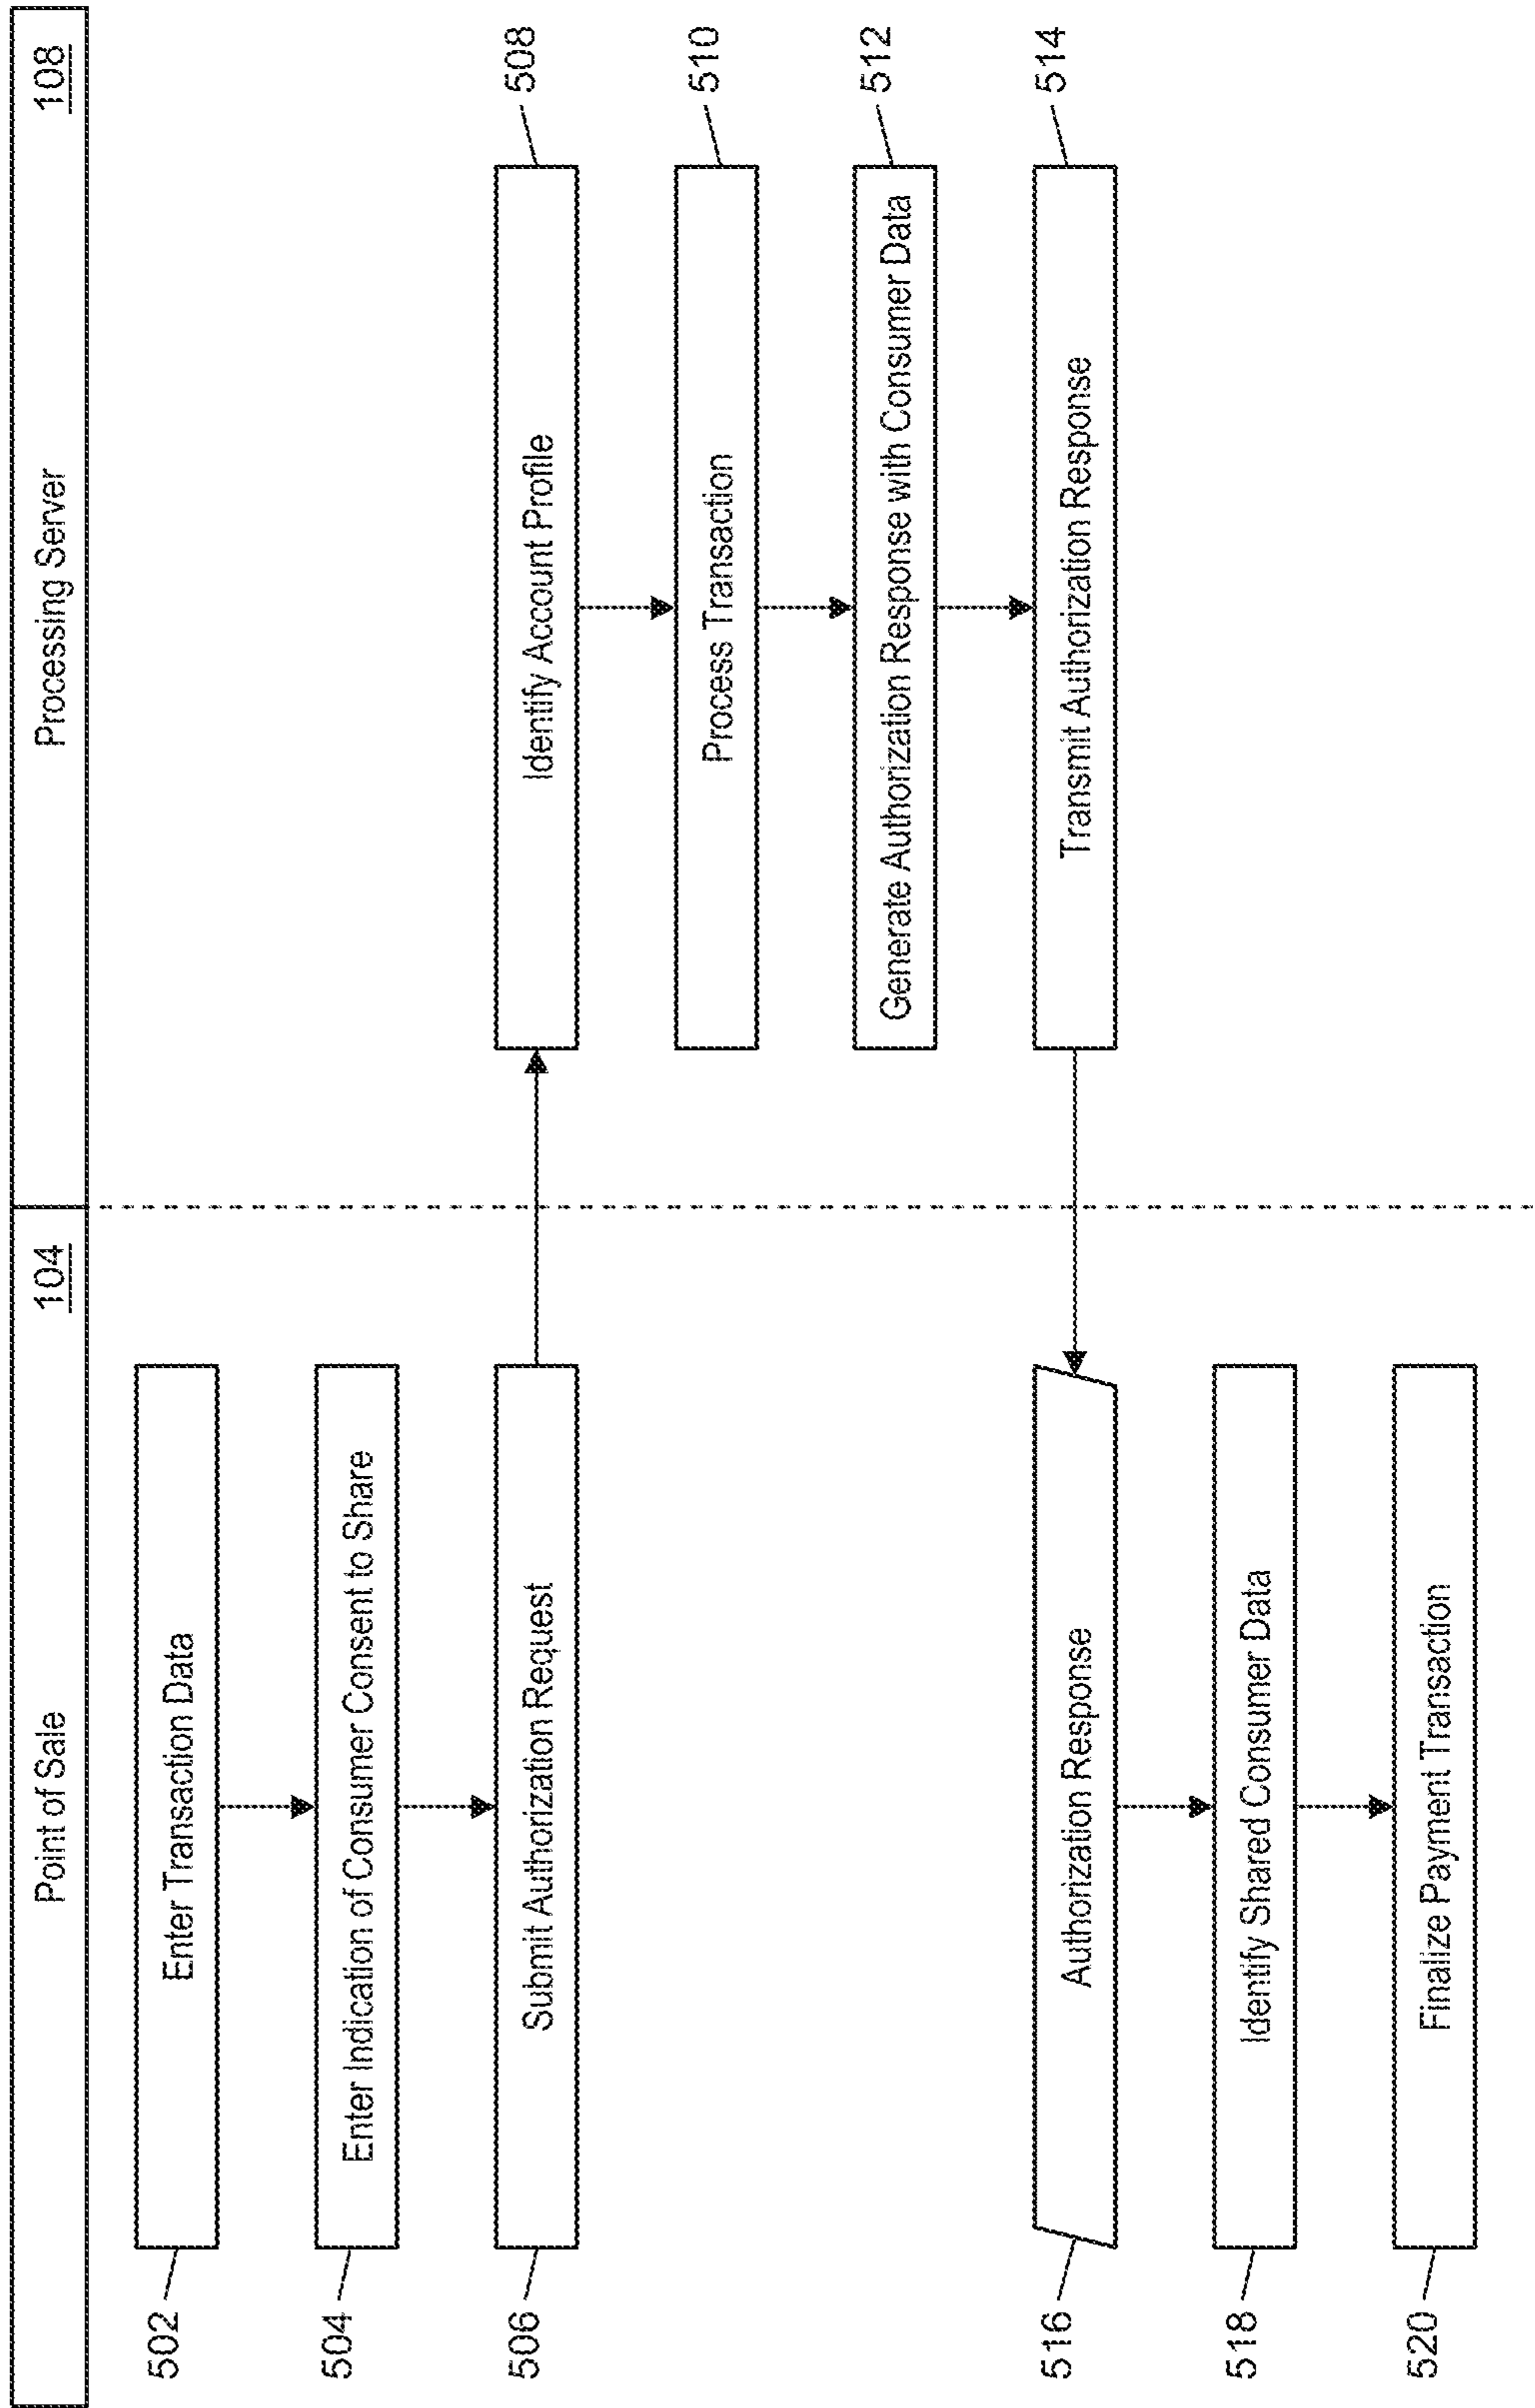 Point of Sale
104
Processing Server
108
502
Enter Transaction Data
504
Enter Indication of Consumer Consent to Share
506
Submit Authorization Request
Identify Account Profile
508
Process Transaction
510
Generate Authorization Response with Consumer Data
512
Transmit Authorization Response
514
516
Authorization Response
518
Identify Shared Consumer Data
520
Finalize Payment Transaction